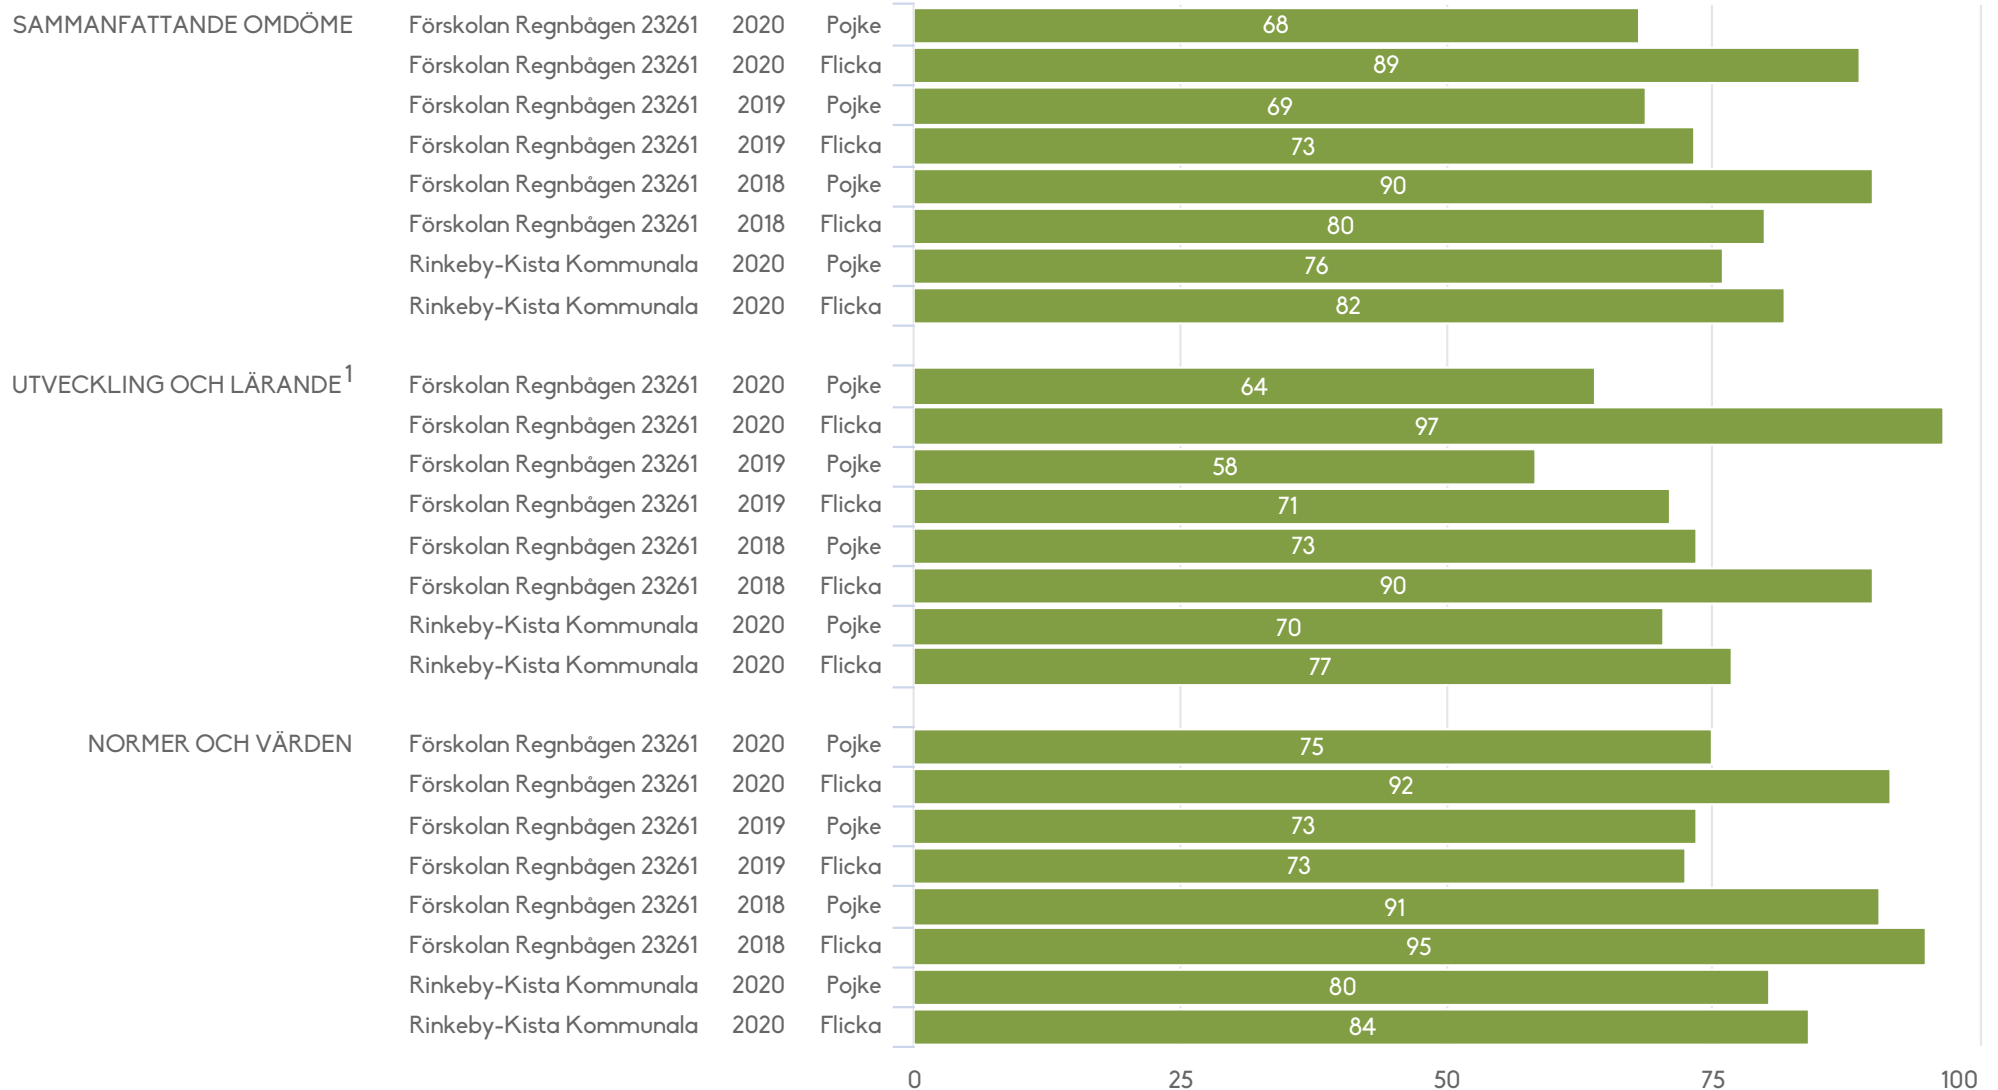 SAMMANFATTANDE OMDÖME Förskolan Regnbågen 23261 2020 Pojke 68
Förskolan Regnbågen 23261 2020 Flicka 89
Förskolan Regnbågen 23261 2019 Pojke 69
Förskolan Regnbågen 23261 2019 Flicka 73
Förskolan Regnbågen 23261 2018 Pojke 90
Förskolan Regnbågen 23261 2018 Flicka 80
Rinkeby-Kista Kommunala 2020 Pojke 76
Rinkeby-Kista Kommunala 2020 Flicka 82
UTVECKLING OCH LÄRANDE¹ Förskolan Regnbågen 23261 2020 Pojke 64
Förskolan Regnbågen 23261 2020 Flicka 97
Förskolan Regnbågen 23261 2019 Pojke 58
Förskolan Regnbågen 23261 2019 Flicka 71
Förskolan Regnbågen 23261 2018 Pojke 73
Förskolan Regnbågen 23261 2018 Flicka 90
Rinkeby-Kista Kommunala 2020 Pojke 70
Rinkeby-Kista Kommunala 2020 Flicka 77
NORMER OCH VÄRDEN Förskolan Regnbågen 23261 2020 Pojke 75
Förskolan Regnbågen 23261 2020 Flicka 92
Förskolan Regnbågen 23261 2019 Pojke 73
Förskolan Regnbågen 23261 2019 Flicka 73
Förskolan Regnbågen 23261 2018 Pojke 91
Förskolan Regnbågen 23261 2018 Flicka 95
Rinkeby-Kista Kommunala 2020 Pojke 80
Rinkeby-Kista Kommunala 2020 Flicka 84
0 25 50 75 100